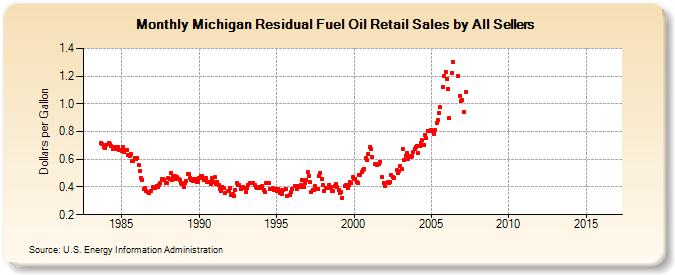 Monthly Michigan Residual Fuel Oil Retail Sales by All Sellers
Dollars per Gallon
1.4
1.2
1.0
0.8
0.6
0.4
0.2
1985 1990 1995 2000 2005 2010 2015
Source: U.S. Energy Information Administration